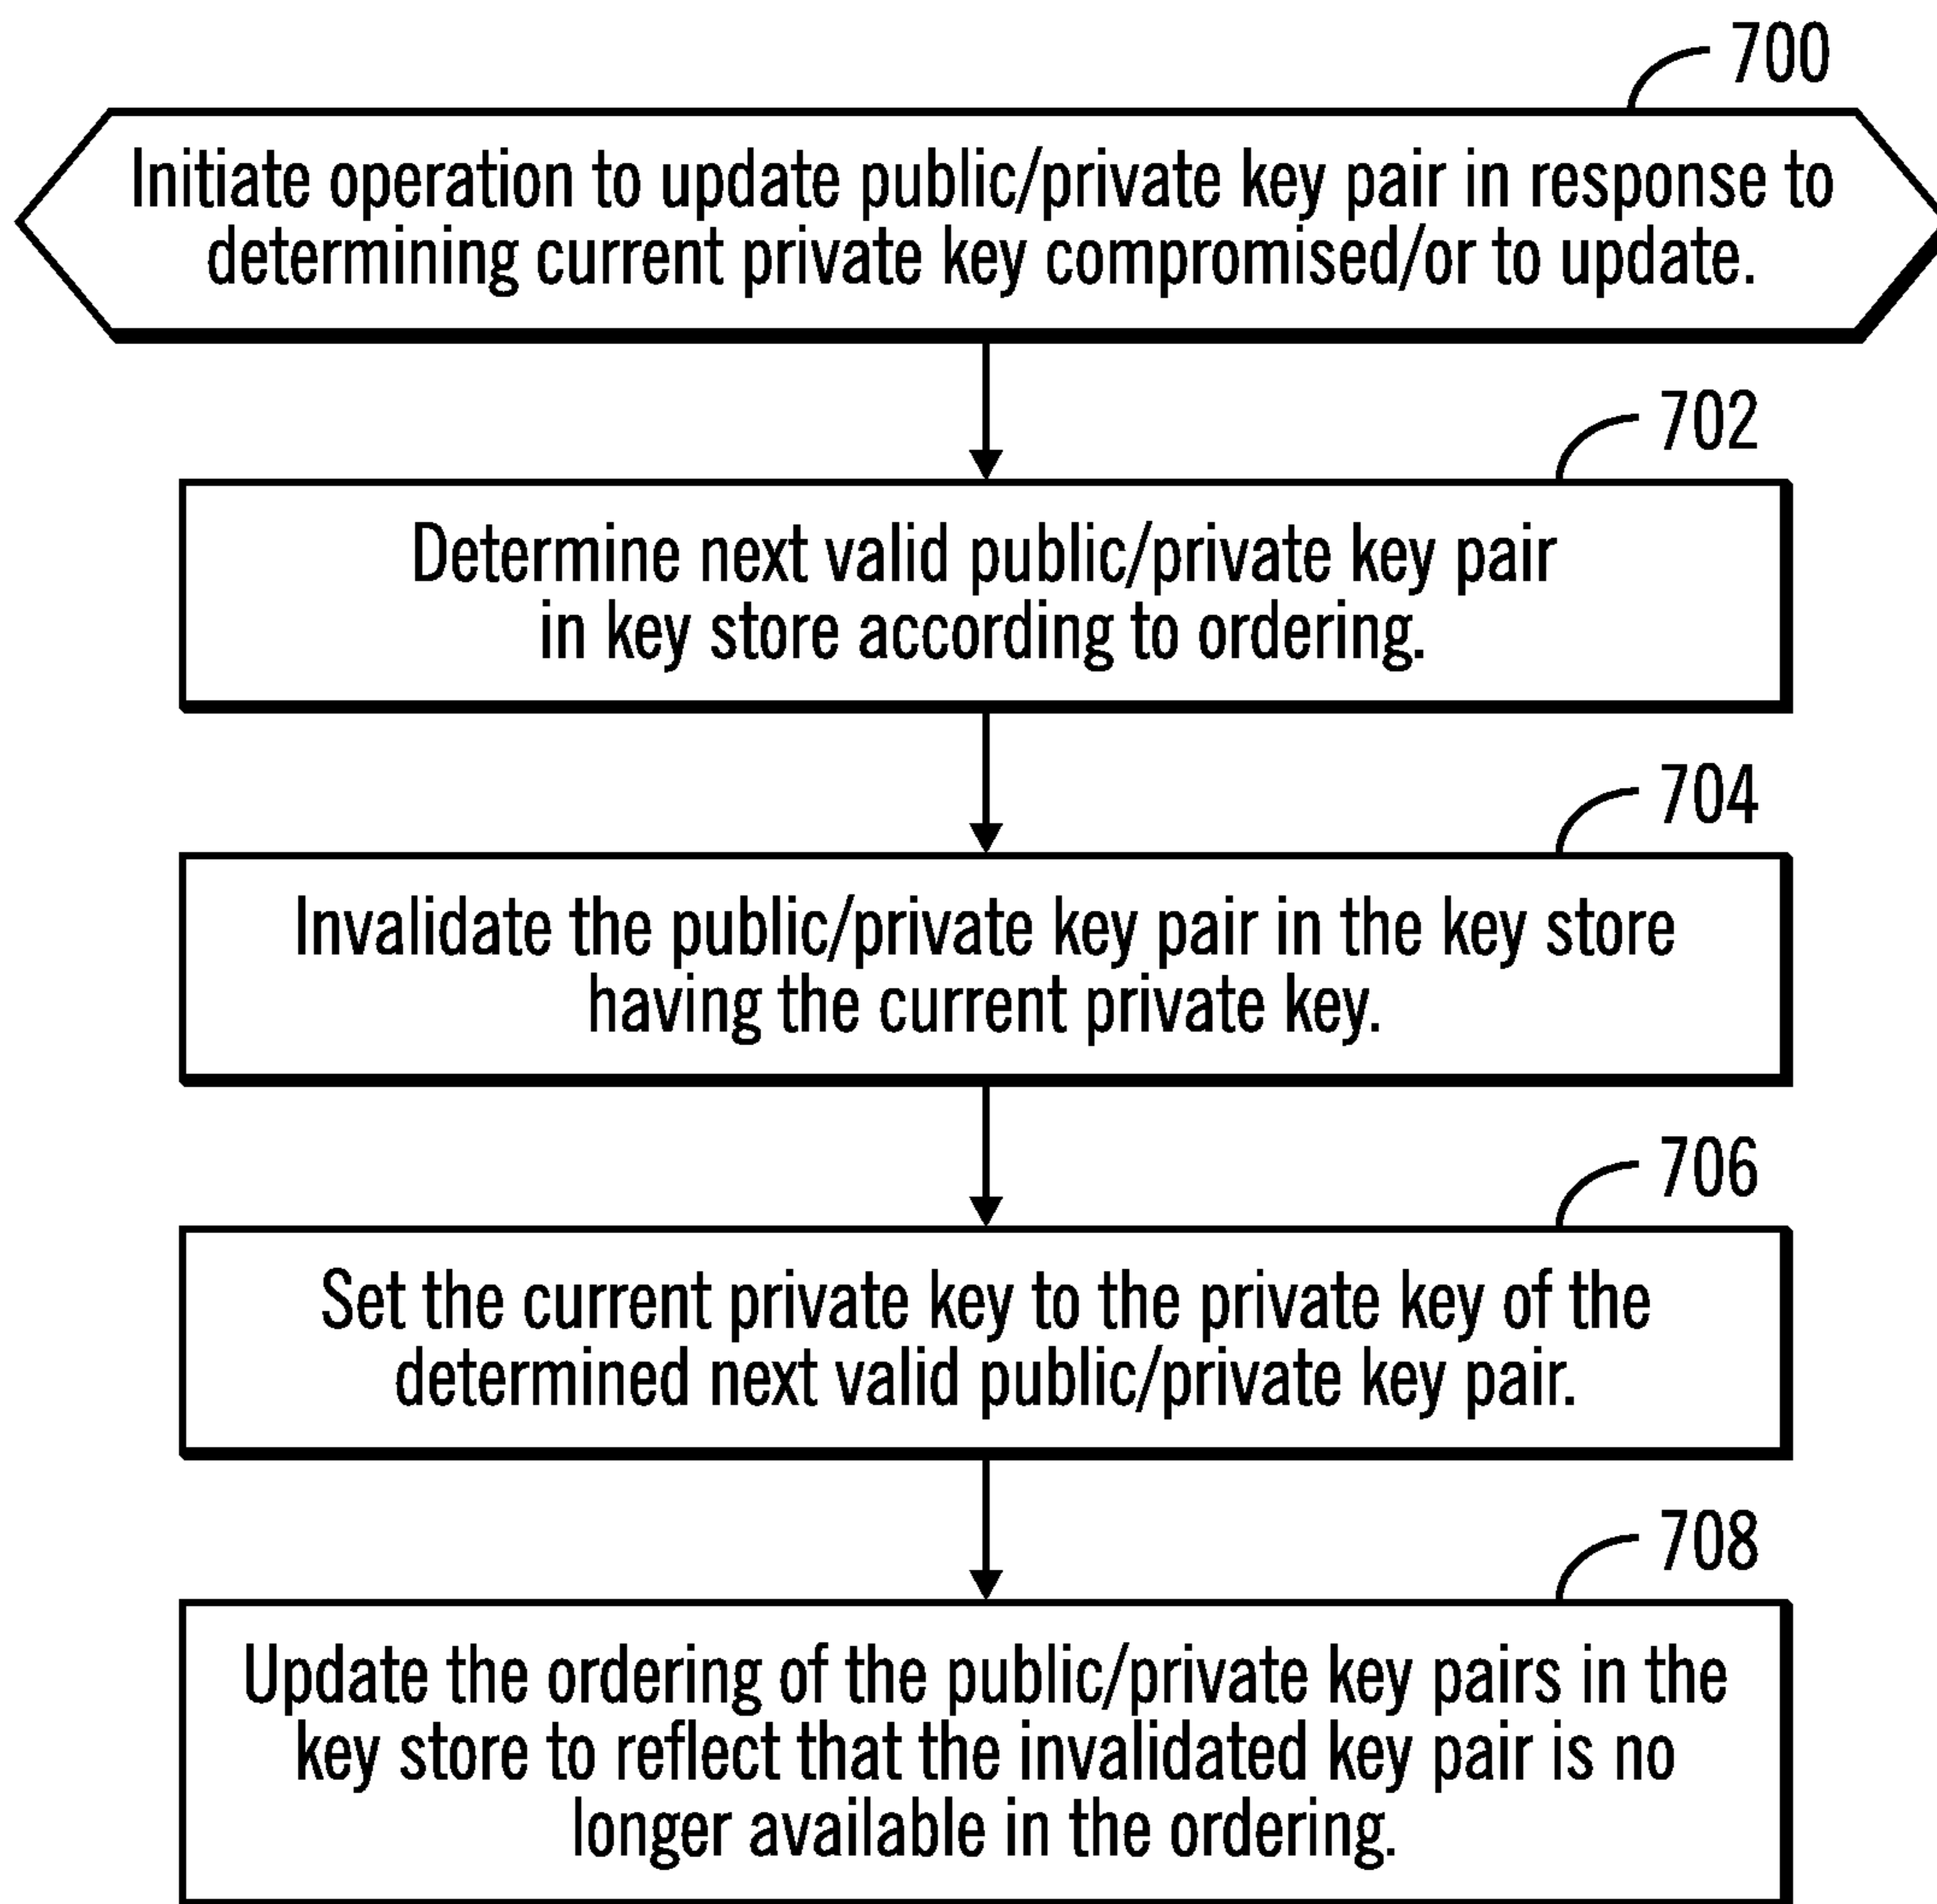 700
Initiate operation to update public/private key pair in response to
determining current private key compromised/or to update.
702
Determine next valid public/private key pair
in key store according to ordering.
704
Invalidate the public/private key pair in the key store
having the current private key.
706
Set the current private key to the private key of the
determined next valid public/private key pair.
708
Update the ordering of the public/private key pairs in the
key store to reflect that the invalidated key pair is no
longer available in the ordering.